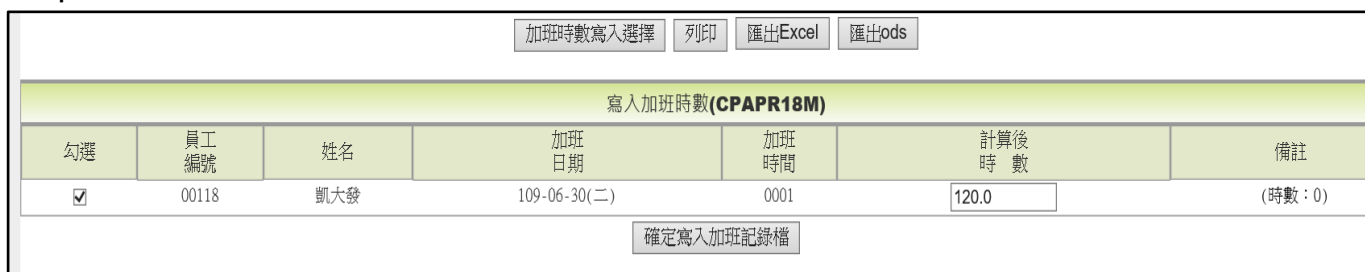 加班時數寫入選擇 列印 匯出Excel 匯出ods
寫入加班時數(CPAPR18M)
勾選 員工編號 姓名 加班日期 加班時間 計算後時 數 備註
00118 凱大發 109-06-30(二) 0001 120.0 (時數：0)
確定寫入加班記錄檔